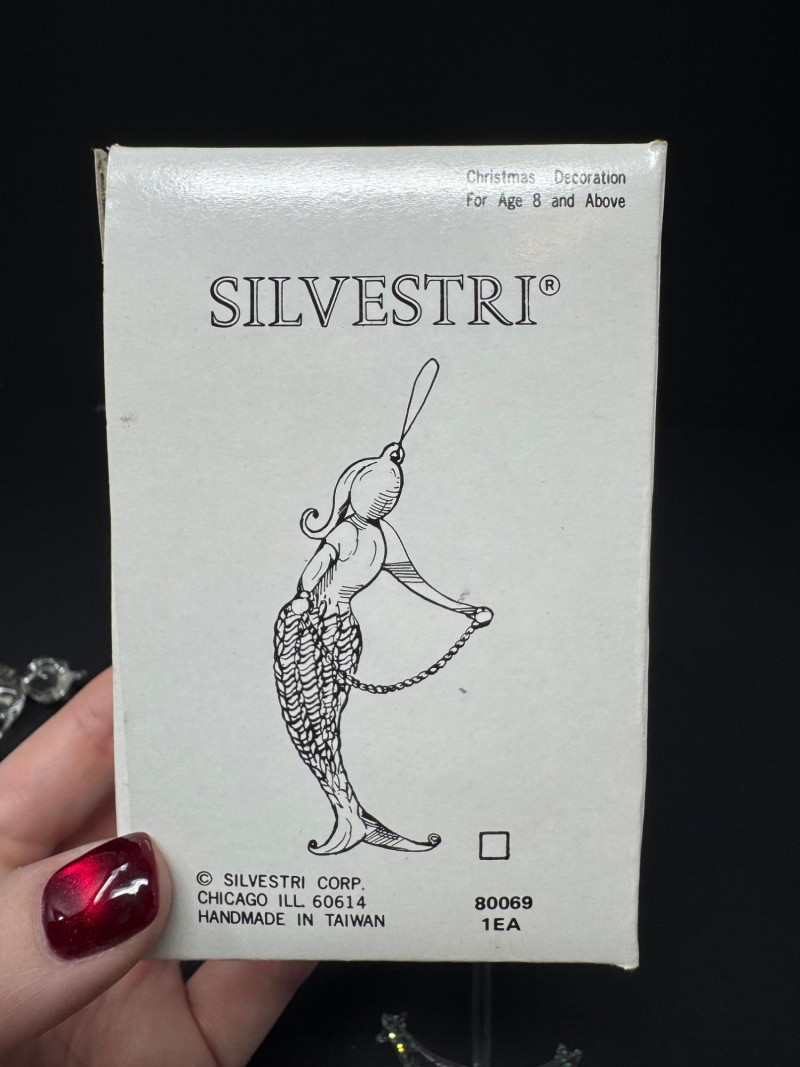 Christmas Decoration
For Age 8 and Above
SILVESTRI®
© SILVESTRI CORP.
CHICAGO ILL. 60614
HANDMADE IN TAIWAN
80069
1EA